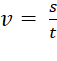 v = s/t